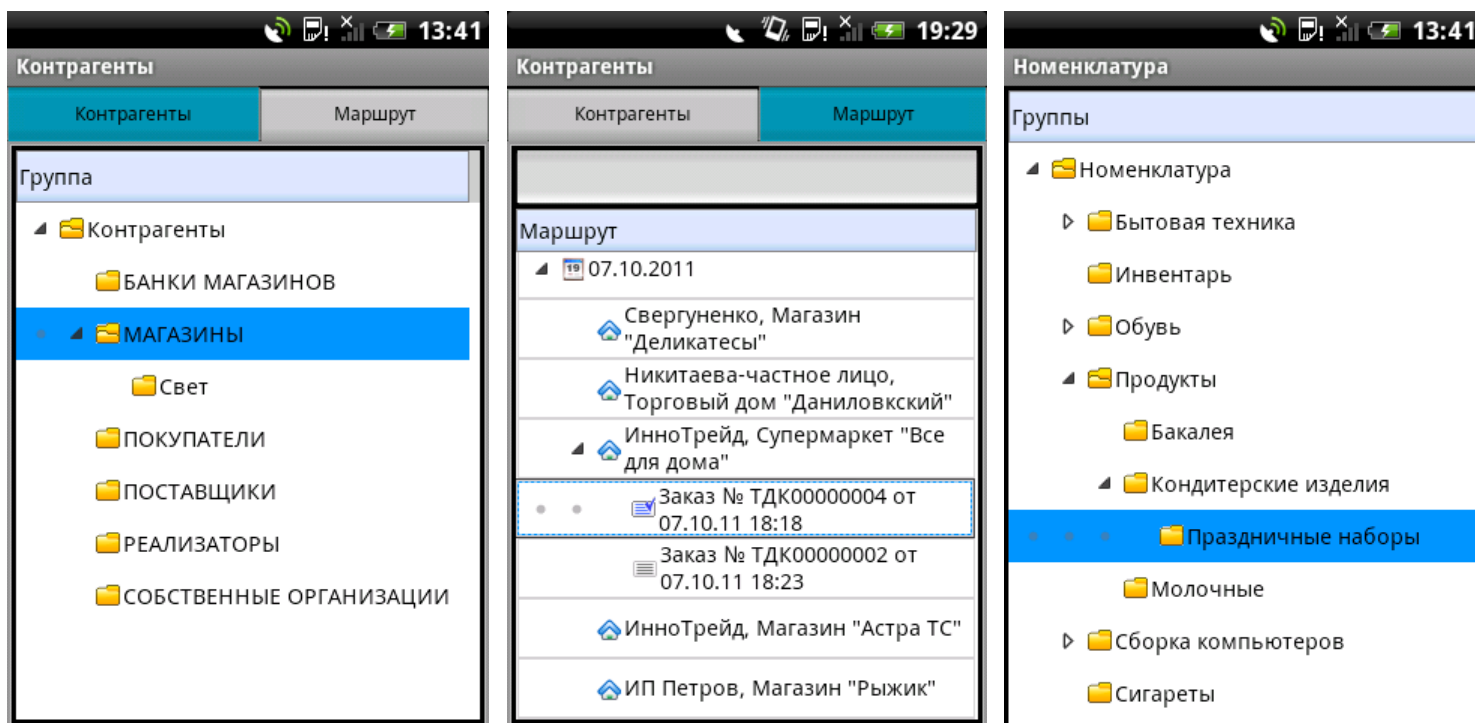 13:41
Контрагенты
Контрагенты
Маршрут
Группа
Контрагенты
БАНКИ МАГАЗИНОВ
МАГАЗИНЫ
Свет
ПОКУПАТЕЛИ
ПОСТАВЩИКИ
РЕАЛИЗАТОРЫ
СОБСТВЕННЫЕ ОРГАНИЗАЦИИ
19:29
Контрагенты
Контрагенты
Маршрут
Маршрут
19
07.10.2011
Свергуненко, Магазин
"Деликатесы"
Никитаева-частное лицо,
Торговый дом "Даниловкский"
ИнноТрейд, Супермаркет "Все
для дома"
Заказ № ТДК00000004 от
07.10.11 18:18
Заказ № ТДК00000002 от
07.10.11 18:23
ИнноТрейд, Магазин "Астра ТС"
ИП Петров, Магазин "Рыжик"
13:41
Номенклатура
Группы
Номенклатура
Бытовая техника
Инвентарь
Обувь
Продукты
Бакалея
Кондитерские изделия
Праздничные наборы
Молочные
Сборка компьютеров
Сигареты